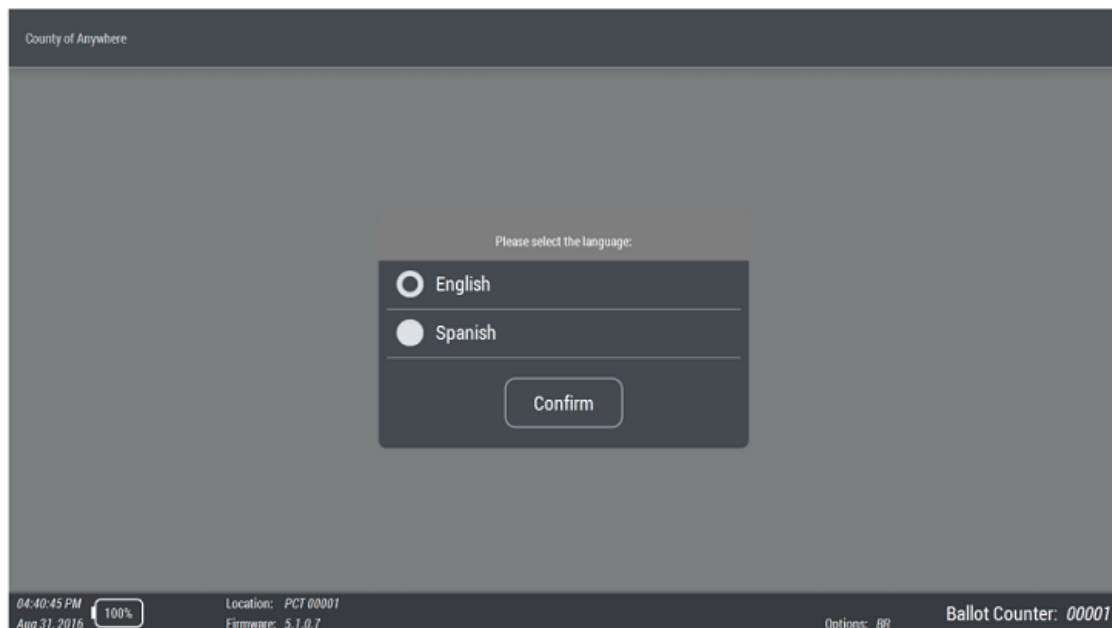 County of Anywhere
Please select the language:
English
Spanish
Confirm
04:40:45 PM
Aug 31, 2016
100%
Location: PCT 00001
Firmware: 5.1.0.7
Options: BR
Ballot Counter: 00001